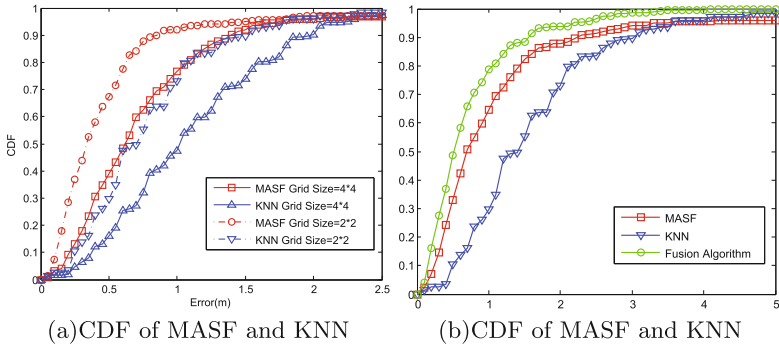 1
0.9
0.8
0.7
0.6
0.5
0.4
0.3
0.2
0.1
0
CDF
0 0.5 1.0 1.5 2.0 2.5
Error(m)
MASF Grid Size=4*4
KNN Grid Size=4*4
MASF Grid Size=2*2
KNN Grid Size=2*2
(a)CDF of MASF and KNN
1
0.9
0.8
0.7
0.6
0.5
0.4
0.3
0.2
0.1
0
0 1 2 3 4 5
MASF
KNN
Fusion Algorithm
(b)CDF of MASF and KNN